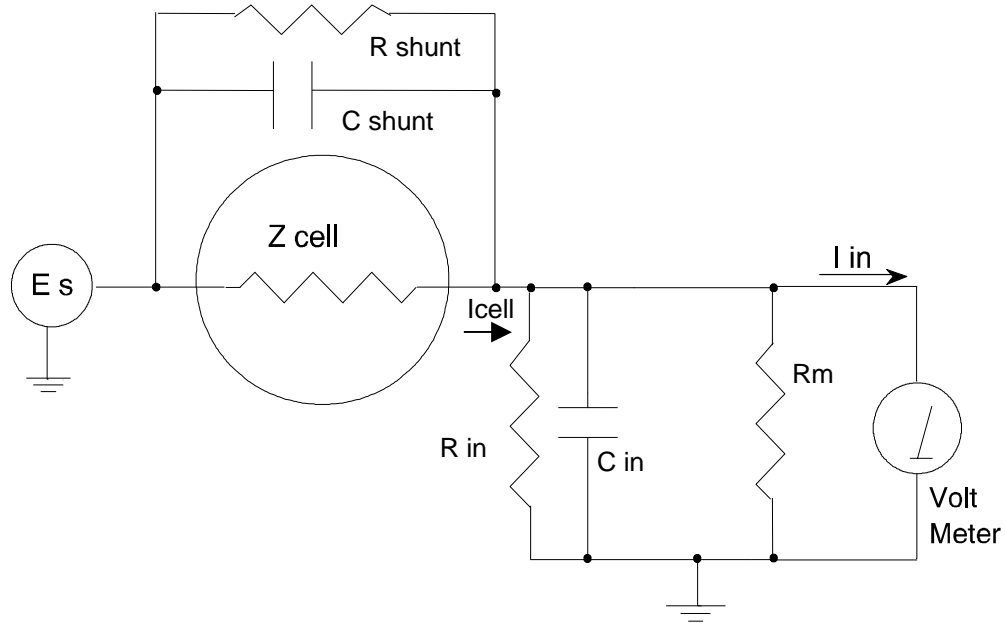 R shunt
C shunt
Z cell
E s
I in
Icell
Rm
R in
C in
Volt
Meter